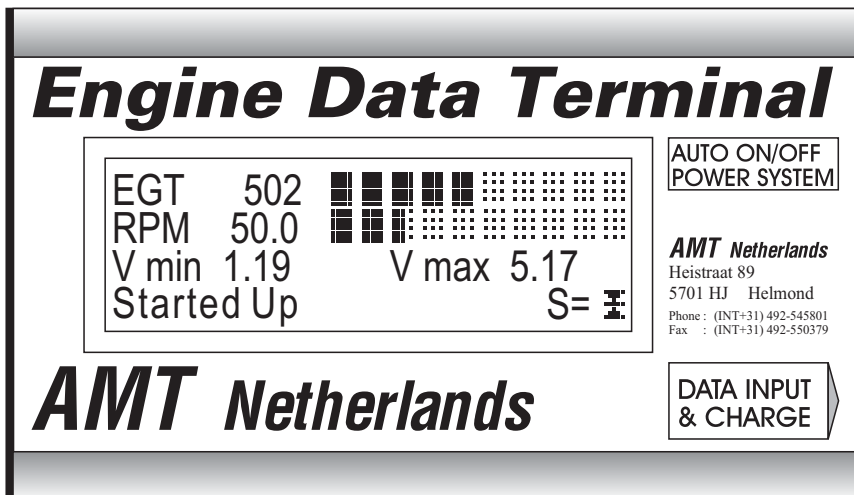 Engine Data Terminal
EGT 502
RPM 50.0
V min 1.19 V max 5.17
Started Up S=
AUTO ON/OFF
POWER SYSTEM
AMT Netherlands
Heistraat 89
5701 HJ Helmond
Phone : (INT+31) 492-545801
Fax : (INT+31) 492-550379
AMT Netherlands
DATA INPUT
& CHARGE